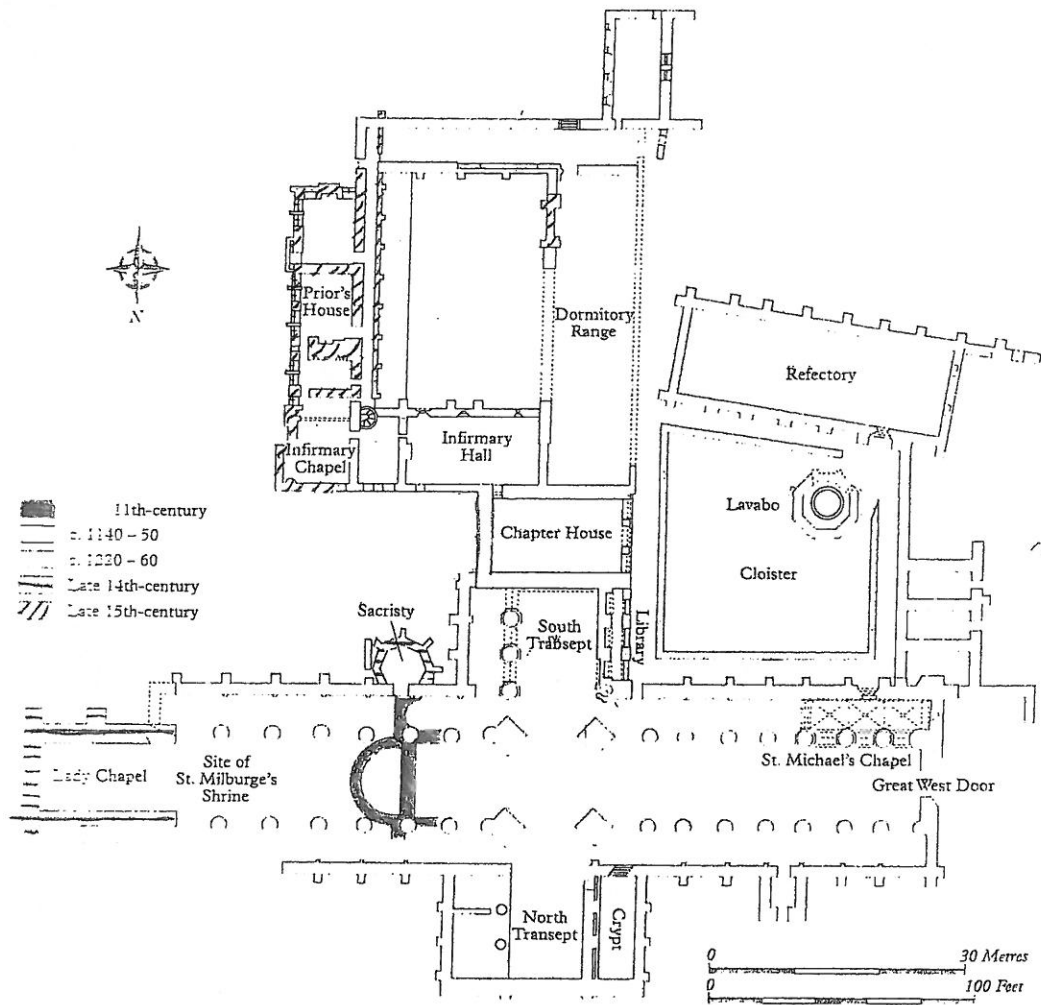 N
Prior's
House
Dormitory
Range
Refectory
Infirmary
Chapel
Infirmary
Hall
Lavabo
Chapter House
Cloister
11th-century
c. 1140 – 50
c. 1220 – 60
Late 14th-century
Late 15th-century
Sacristy
South
Transept
Library
Lady Chapel
Site of
St. Milburge's
Shrine
St. Michael's Chapel
Great West Door
North
Transept
Crypt
0 30 Metres
0 100 Feet